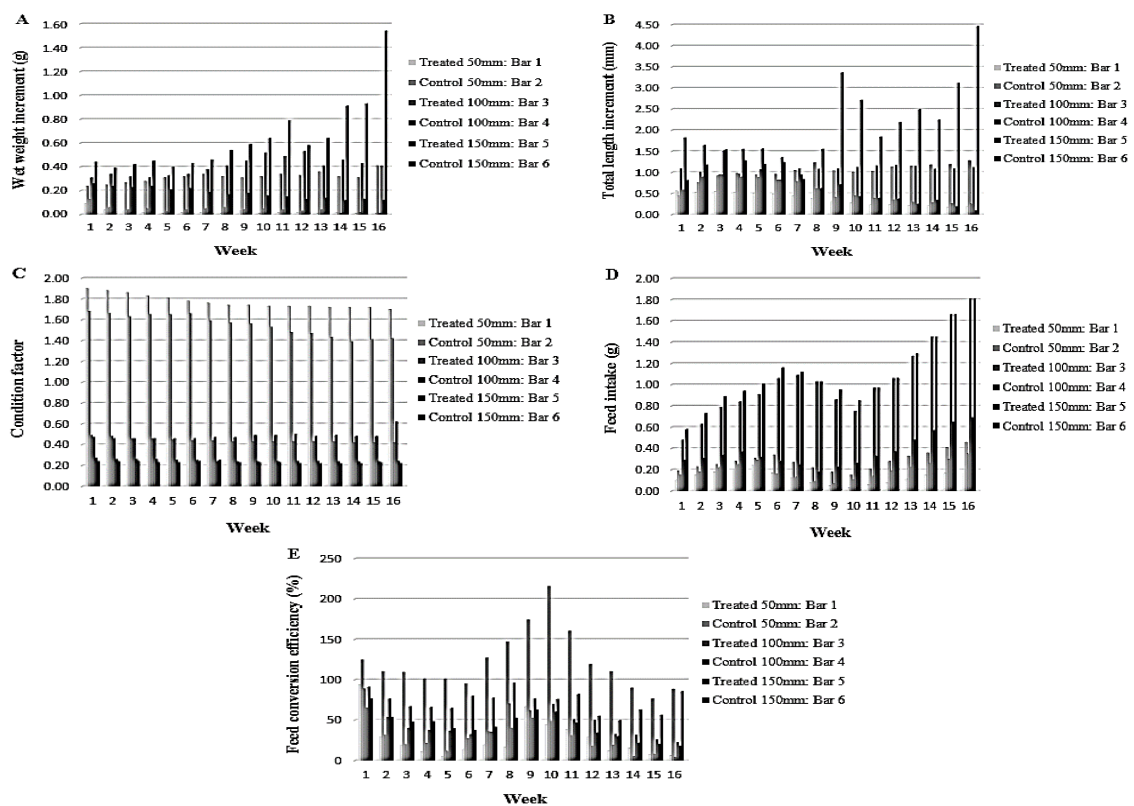 A
Wet weight increment (g)
1.60
1.40
1.20
1.00
0.80
0.60
0.40
0.20
0.00
1 2 3 4 5 6 7 8 9 10 11 12 13 14 15 16
Week
Treated 50mm: Bar 1
Control 50mm: Bar 2
Treated 100mm: Bar 3
Control 100mm: Bar 4
Treated 150mm: Bar 5
Control 150mm: Bar 6
B
Total length increment (mm)
4.50
4.00
3.50
3.00
2.50
2.00
1.50
1.00
0.50
0.00
1 2 3 4 5 6 7 8 9 10 11 12 13 14 15 16
Week
Treated 50mm: Bar 1
Control 50mm: Bar 2
Treated 100mm: Bar 3
Control 100mm: Bar 4
Treated 150mm: Bar 5
Control 150mm: Bar 6
C
Condition factor
2.00
1.80
1.60
1.40
1.20
1.00
0.80
0.60
0.40
0.20
0.00
1 2 3 4 5 6 7 8 9 10 11 12 13 14 15 16
Week
Treated 50mm: Bar 1
Control 50mm: Bar 2
Treated 100mm: Bar 3
Control 100mm: Bar 4
Treated 150mm: Bar 5
Control 150mm: Bar 6
D
Feed intake (g)
2.00
1.80
1.60
1.40
1.20
1.00
0.80
0.60
0.40
0.20
0.00
1 2 3 4 5 6 7 8 9 10 11 12 13 14 15 16
Week
Treated 50mm: Bar 1
Control 50mm: Bar 2
Treated 100mm: Bar 3
Control 100mm: Bar 4
Treated 150mm: Bar 5
Control 150mm: Bar 6
E
Feed conversion efficiency (%)
250
200
150
100
50
0
1 2 3 4 5 6 7 8 9 10 11 12 13 14 15 16
Week
Treated 50mm: Bar 1
Control 50mm: Bar 2
Treated 100mm: Bar 3
Control 100mm: Bar 4
Treated 150mm: Bar 5
Control 150mm: Bar 6